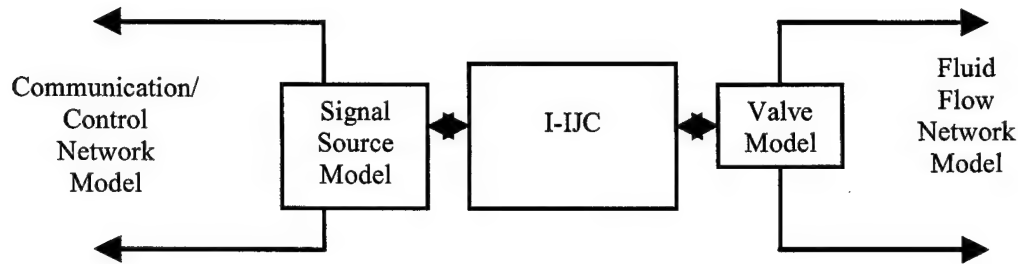 Communication/
Control
Network
Model
Signal
Source
Model
I-IJC
Valve
Model
Fluid
Flow
Network
Model